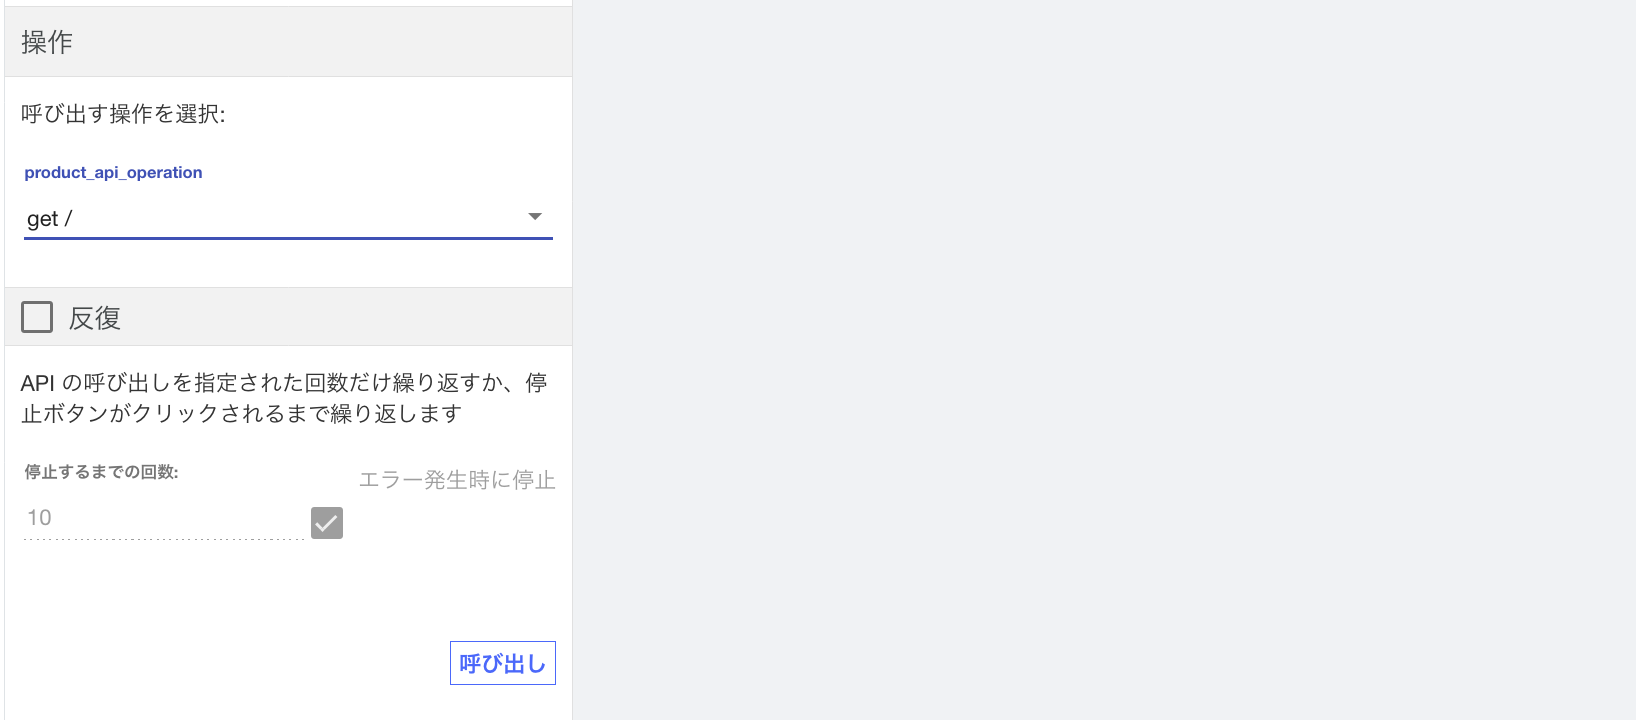 操作
呼び出す操作を選択:
product_api_operation
get /
反復
API の呼び出しを指定された回数だけ繰り返すか、停
止ボタンがクリックされるまで繰り返します
停止するまでの回数:
エラー発生時に停止
10
呼び出し